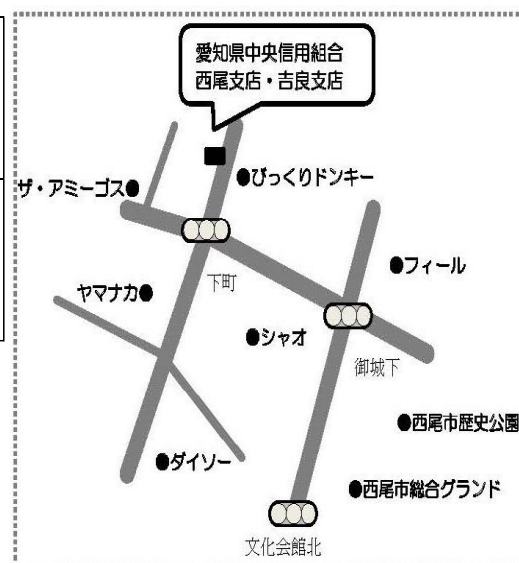 愛知県中央信用組合
西尾支店・吉良支店
びっくりドンキー
ザ・アミーゴス
フィール
下町
ヤマナカ
シャオ
御城下
西尾市歴史公園
ダイソー
西尾市総合グランド
文化会館北